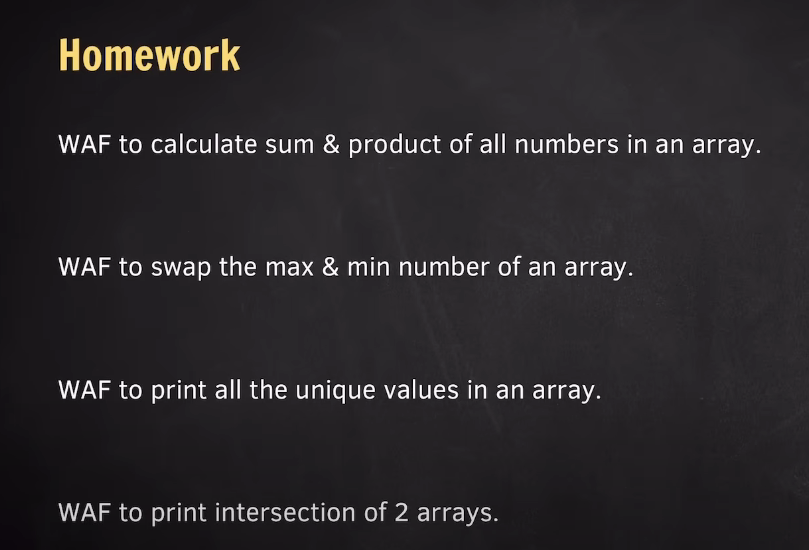 Homework
WAF to calculate sum & product of all numbers in an array.
WAF to swap the max & min number of an array.
WAF to print all the unique values in an array.
WAF to print intersection of 2 arrays.